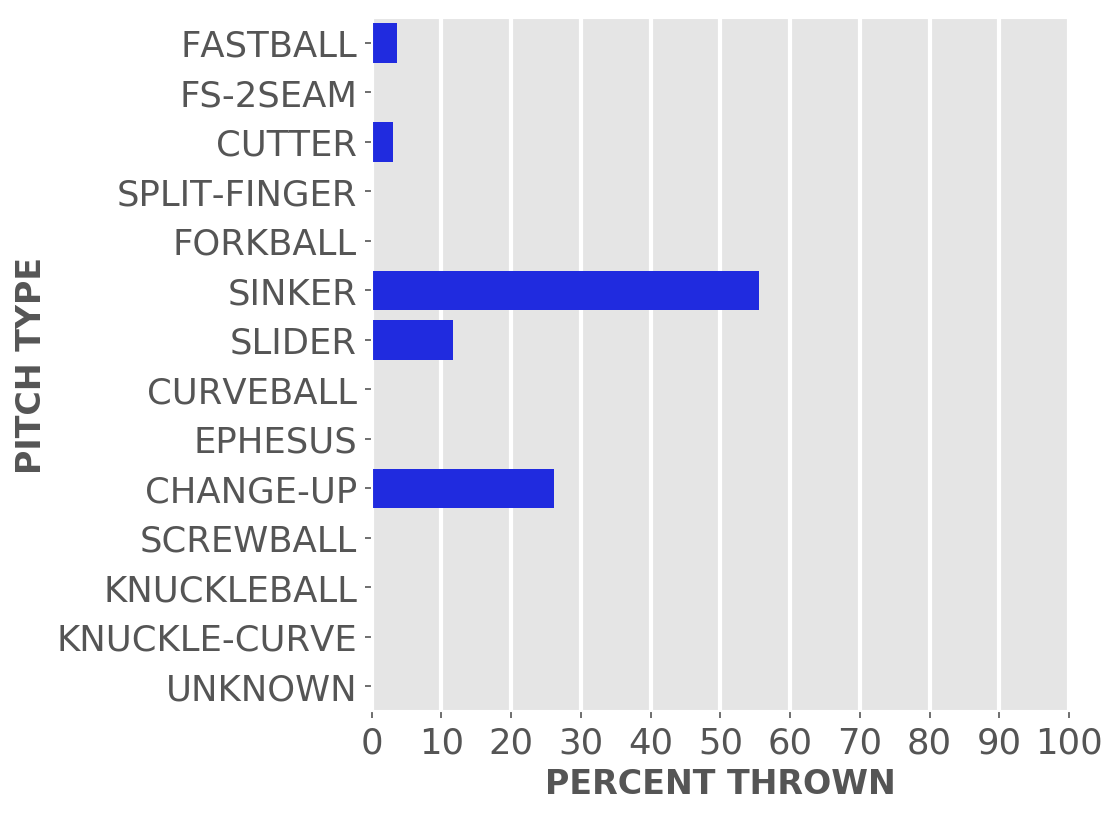 FASTBALL
FS-2SEAM
CUTTER
SPLIT-FINGER
FORKBALL
SINKER
SLIDER
CURVEBALL
EPHESUS
CHANGE-UP
SCREWBALL
KNUCKLEBALL
KNUCKLE-CURVE
UNKNOWN
PITCH TYPE
0 10 20 30 40 50 60 70 80 90 100
PERCENT THROWN